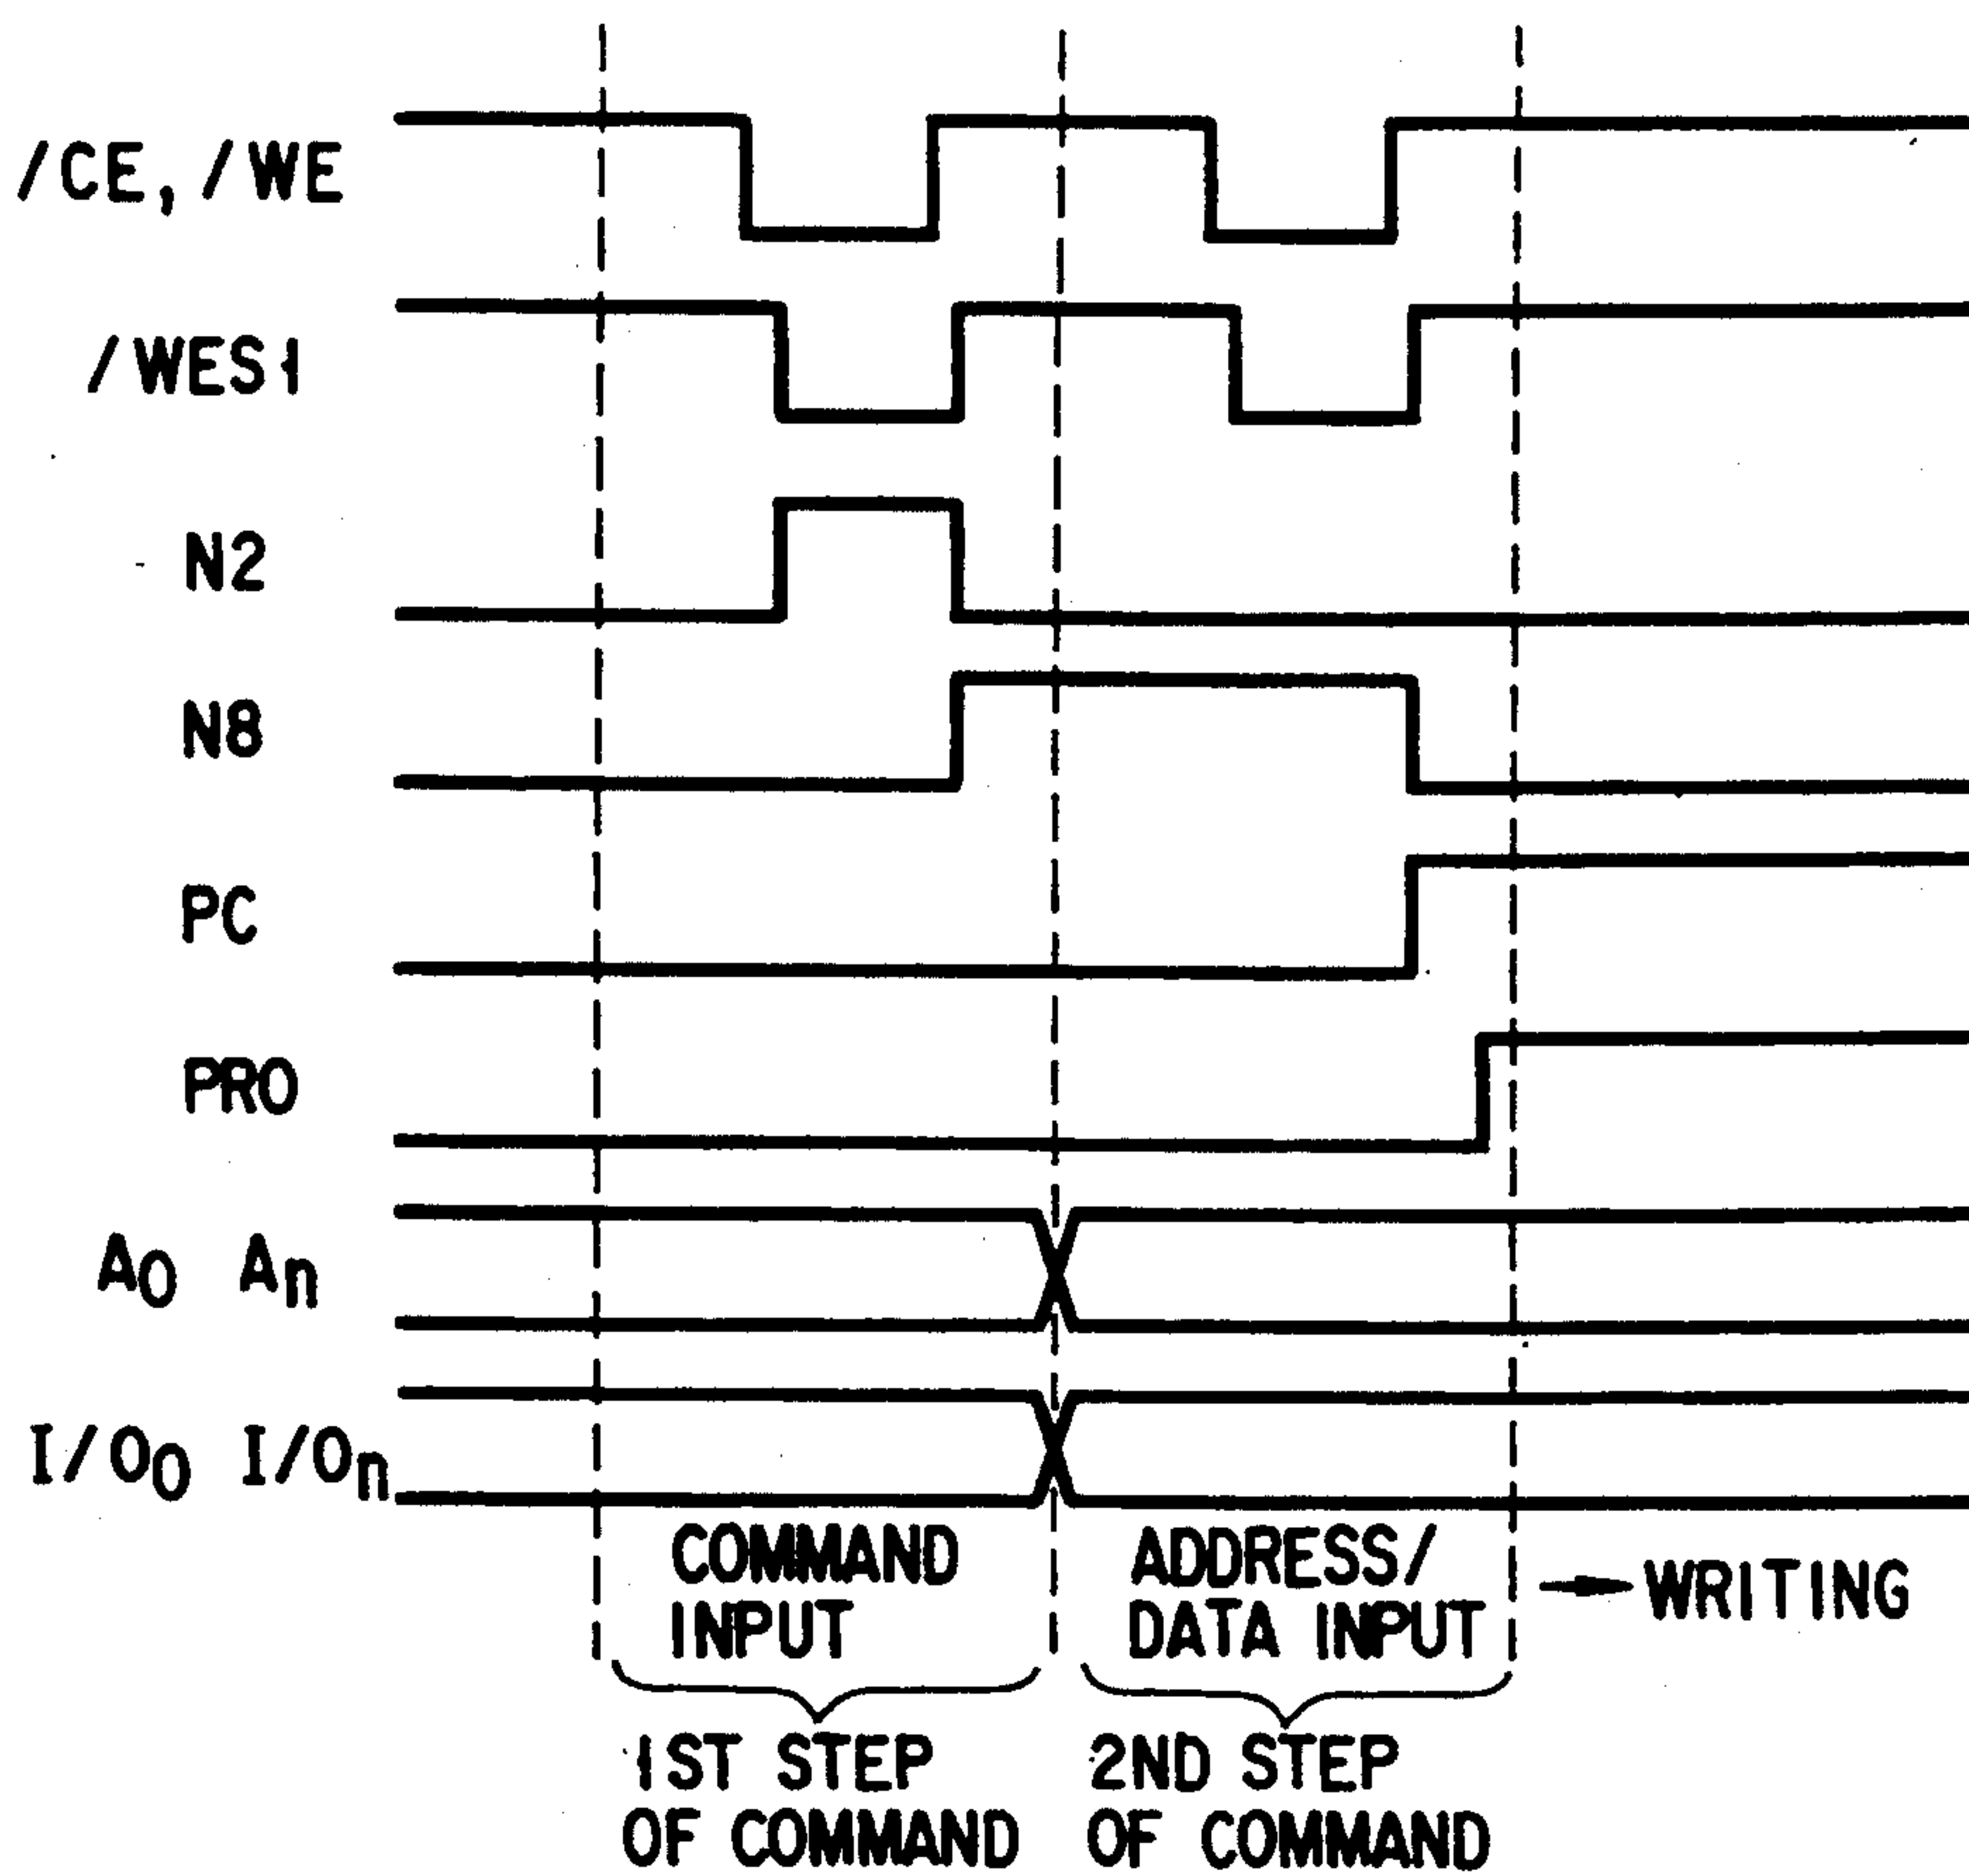 /CE, /WE
/WES1
N2
N8
PC
PRO
A0 An
I/O0 I/On
COMMAND
INPUT
ADDRESS/
DATA INPUT
WRITING
1ST STEP
OF COMMAND
2ND STEP
OF COMMAND